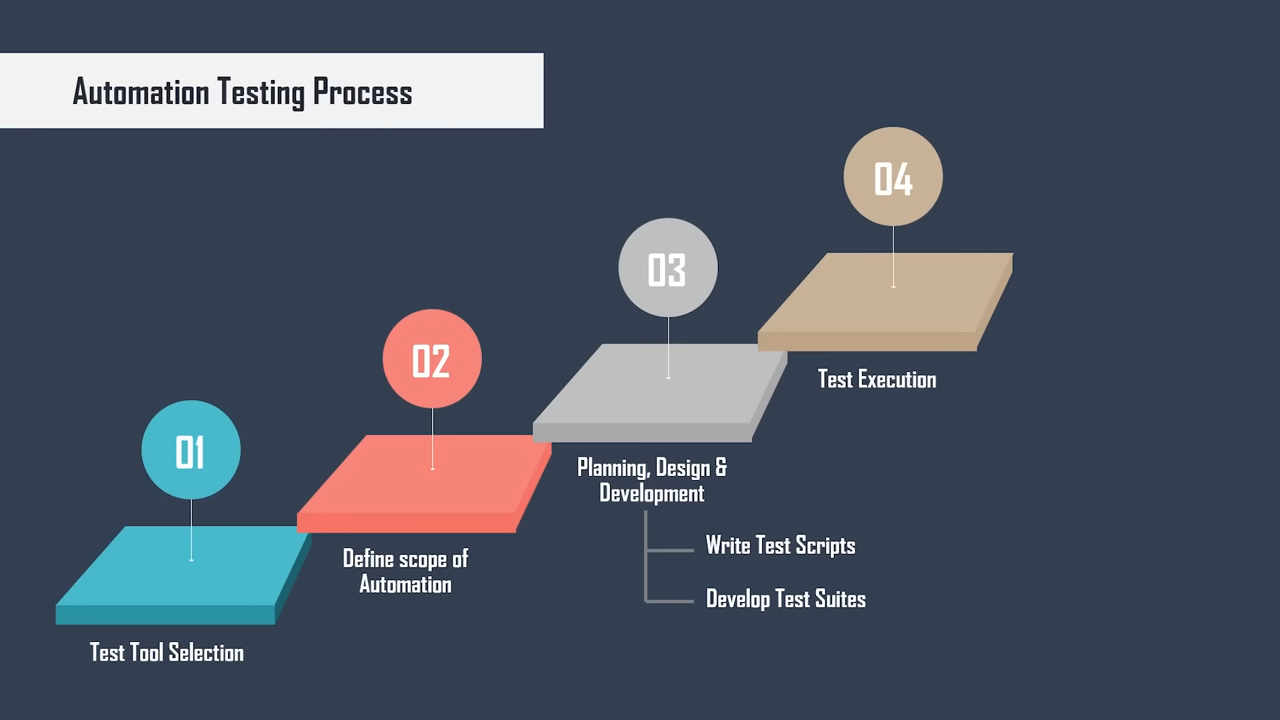 Automation Testing Process
01
Test Tool Selection
02
Define scope of
Automation
03
Planning, Design &
Development
Write Test Scripts
Develop Test Suites
04
Test Execution